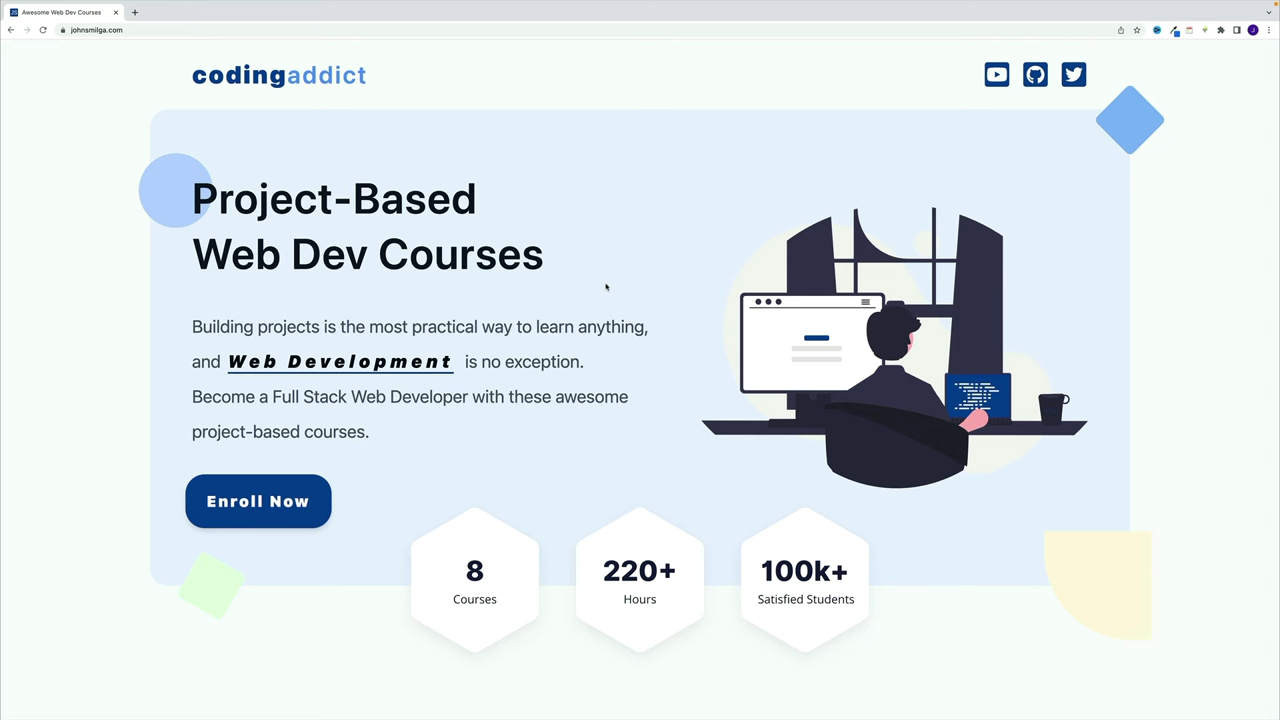 Awesome Web Dev Courses
johnsmilga.com
codingaddict
Project-Based
Web Dev Courses
Building projects is the most practical way to learn anything,
and Web Development is no exception.
Become a Full Stack Web Developer with these awesome
project-based courses.
Enroll Now
8
Courses
220+
Hours
100k+
Satisfied Students